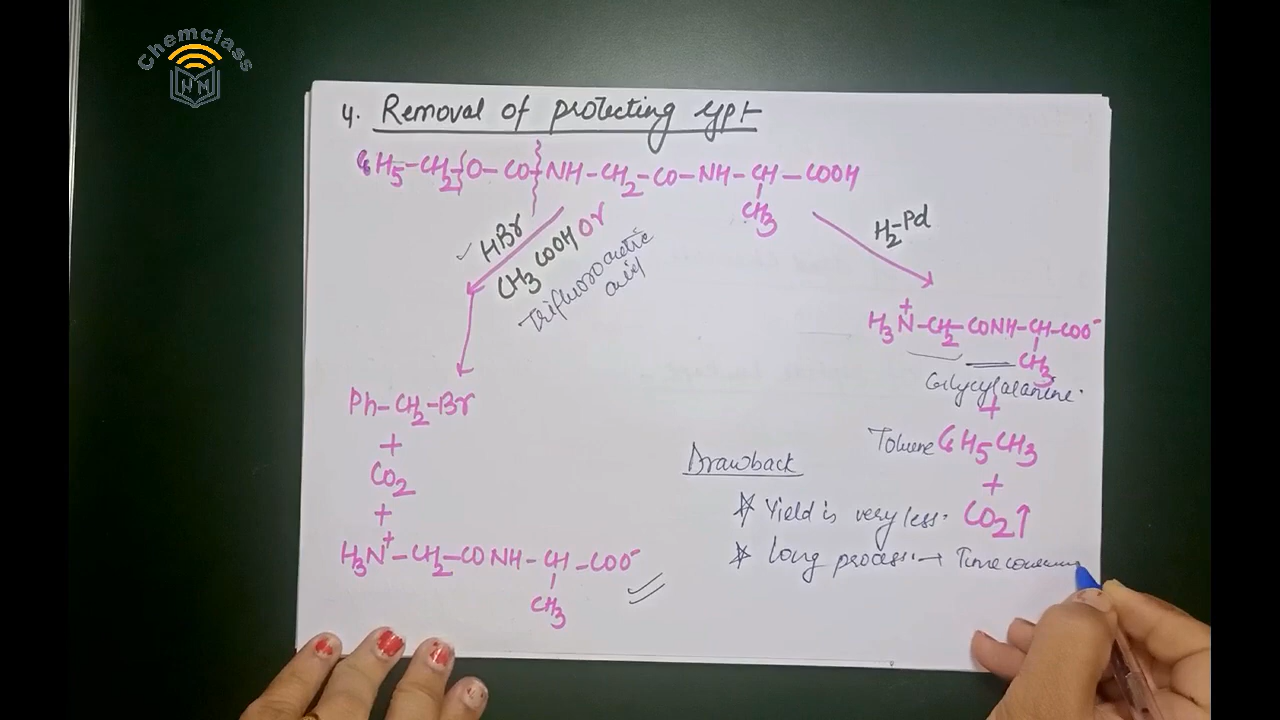 Chemclass
NM
4. Removal of protecting gpt
C6H5-CH2-O-CO-NH-CH2-CO-NH-CH-COOH
CH3
HBr
CH3COOH Or
Trifluoroacetic
acid
H2-Pd
H3N+-CH2-CONH-CH-COO-
CH3
Glycylalanine.
+
Toluene C6H5CH3
+
CO2↑
Ph-CH2-Br
+
CO2
+
H3N+-CH2-CONH-CH-COO-
CH3
Drawback
* Yield is very less.
* Long process. → Time consuming